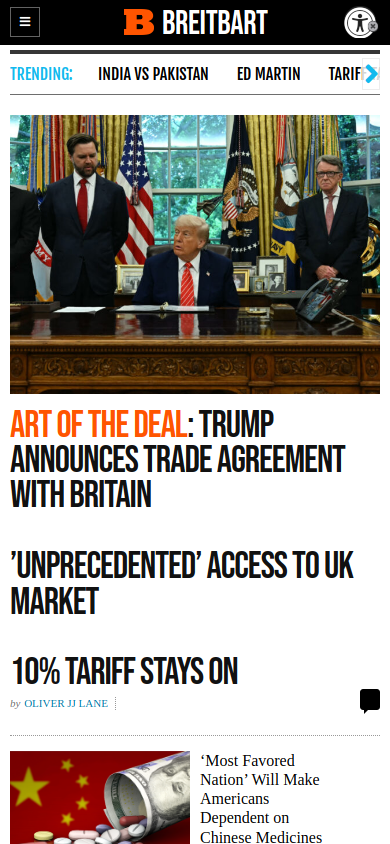 BREITBART
TRENDING:
INDIA VS PAKISTAN
ED MARTIN
TARIF
ART OF THE DEAL: TRUMP
ANNOUNCES TRADE AGREEMENT
WITH BRITAIN
’UNPRECEDENTED’ ACCESS TO UK
MARKET
10% TARIFF STAYS ON
by OLIVER JJ LANE
‘Most Favored
Nation’ Will Make
Americans
Dependent on
Chinese Medicines